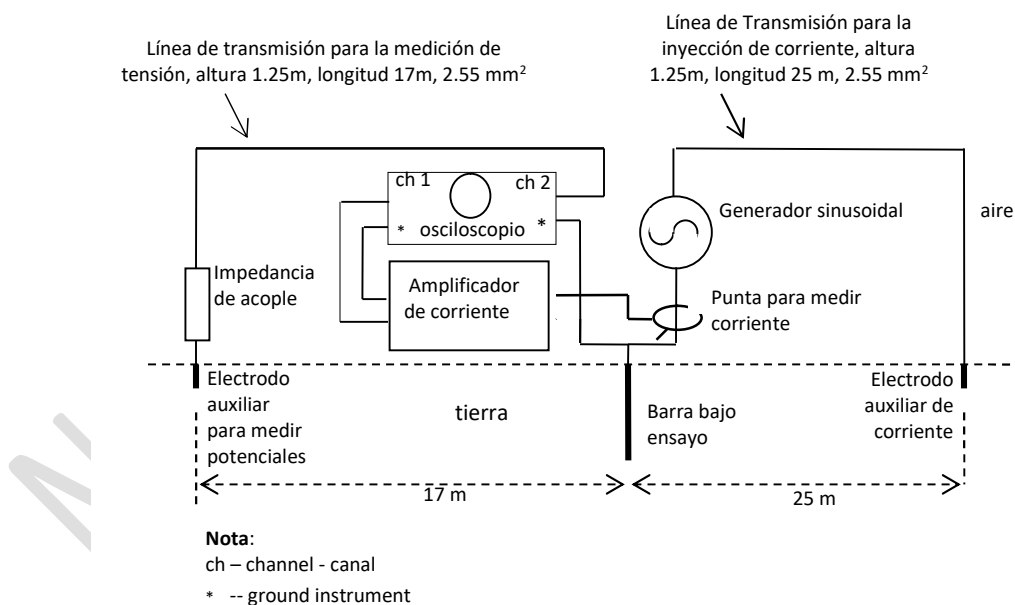 Línea de transmisión para la medición de
tensión, altura 1.25m, longitud 17m, 2.55 mm²
Línea de Transmisión para la
inyección de corriente, altura
1.25m, longitud 25 m, 2.55 mm²
ch 1
ch 2
* osciloscopio *
Generador sinusoidal
aire
Impedancia
de acople
Amplificador
de corriente
Punta para medir
corriente
Electrodo
auxiliar
para medir
potenciales
tierra
Barra bajo
ensayo
Electrodo
auxiliar de
corriente
17 m
25 m
Nota:
ch – channel - canal
* -- ground instrument